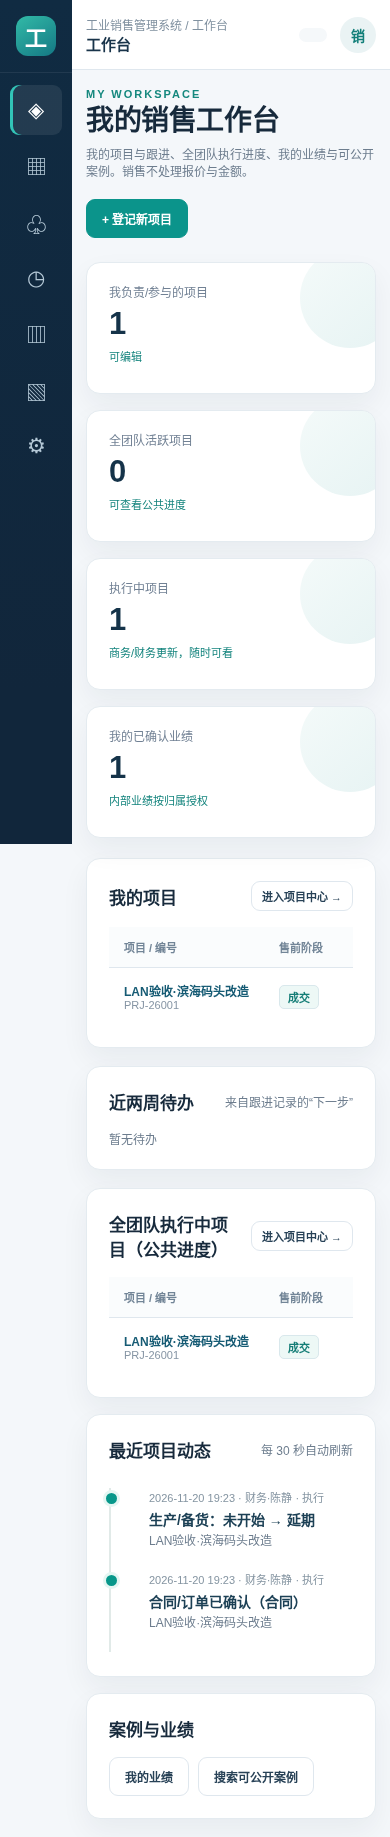 工
工业销售管理系统 / 工作台
工作台
销
MY WORKSPACE
我的销售工作台
我的项目与跟进、全团队执行进度、我的业绩与可公开
案例。销售不处理报价与金额。
+ 登记新项目
我负责/参与的项目
1
可编辑
全团队活跃项目
0
可查看公共进度
执行中项目
1
商务/财务更新，随时可看
我的已确认业绩
1
内部业绩按归属授权
我的项目
进入项目中心 →
项目 / 编号 售前阶段
LAN验收·滨海码头改造 成交
PRJ-26001
近两周待办
来自跟进记录的“下一步”
暂无待办
全团队执行中项
目（公共进度）
进入项目中心 →
项目 / 编号 售前阶段
LAN验收·滨海码头改造 成交
PRJ-26001
最近项目动态
每 30 秒自动刷新
2026-11-20 19:23 · 财务·陈静 · 执行
生产/备货：未开始 → 延期
LAN验收·滨海码头改造
2026-11-20 19:23 · 财务·陈静 · 执行
合同/订单已确认（合同）
LAN验收·滨海码头改造
案例与业绩
我的业绩 搜索可公开案例